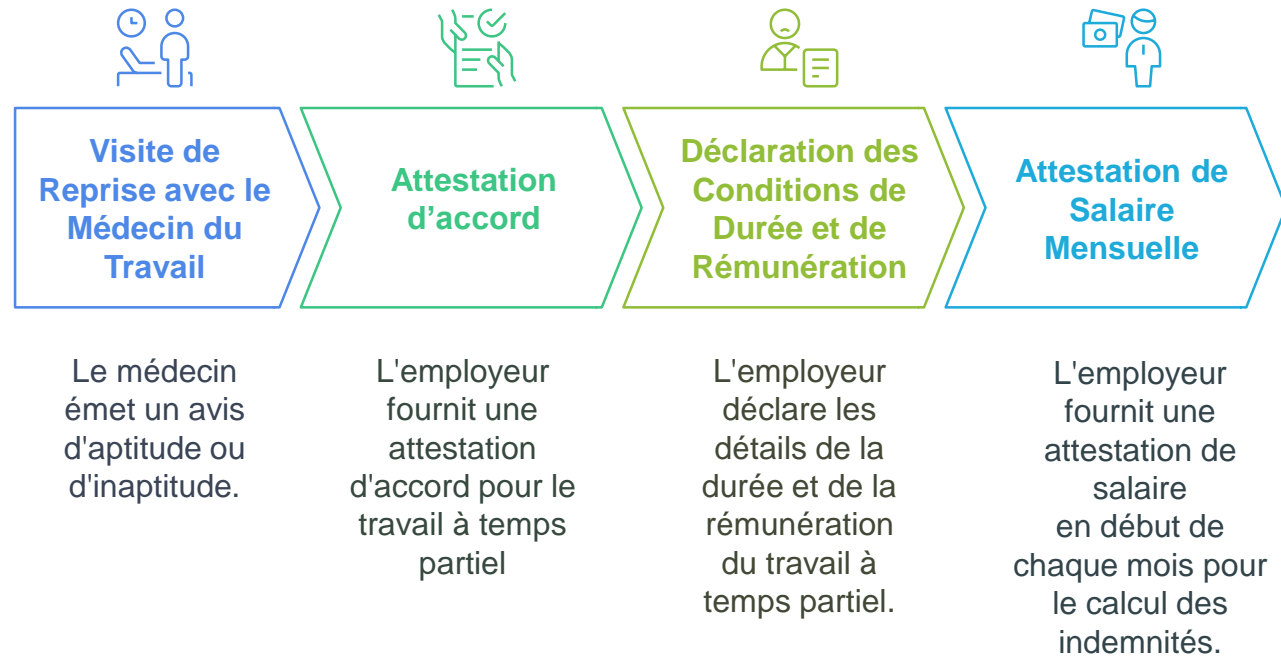 Visite de
Reprise avec le
Médecin du
Travail
Attestation
d’accord
Déclaration des
Conditions de
Durée et de
Rémunération
Attestation de
Salaire
Mensuelle
Le médecin
émet un avis
d'aptitude ou
d'inaptitude.
L'employeur
fournit une
attestation
d'accord pour le
travail à temps
partiel
L'employeur
déclare les
détails de la
durée et de la
rémunération
du travail à
temps partiel.
L'employeur
fournit une
attestation de
salaire
en début de
chaque mois pour
le calcul des
indemnités.